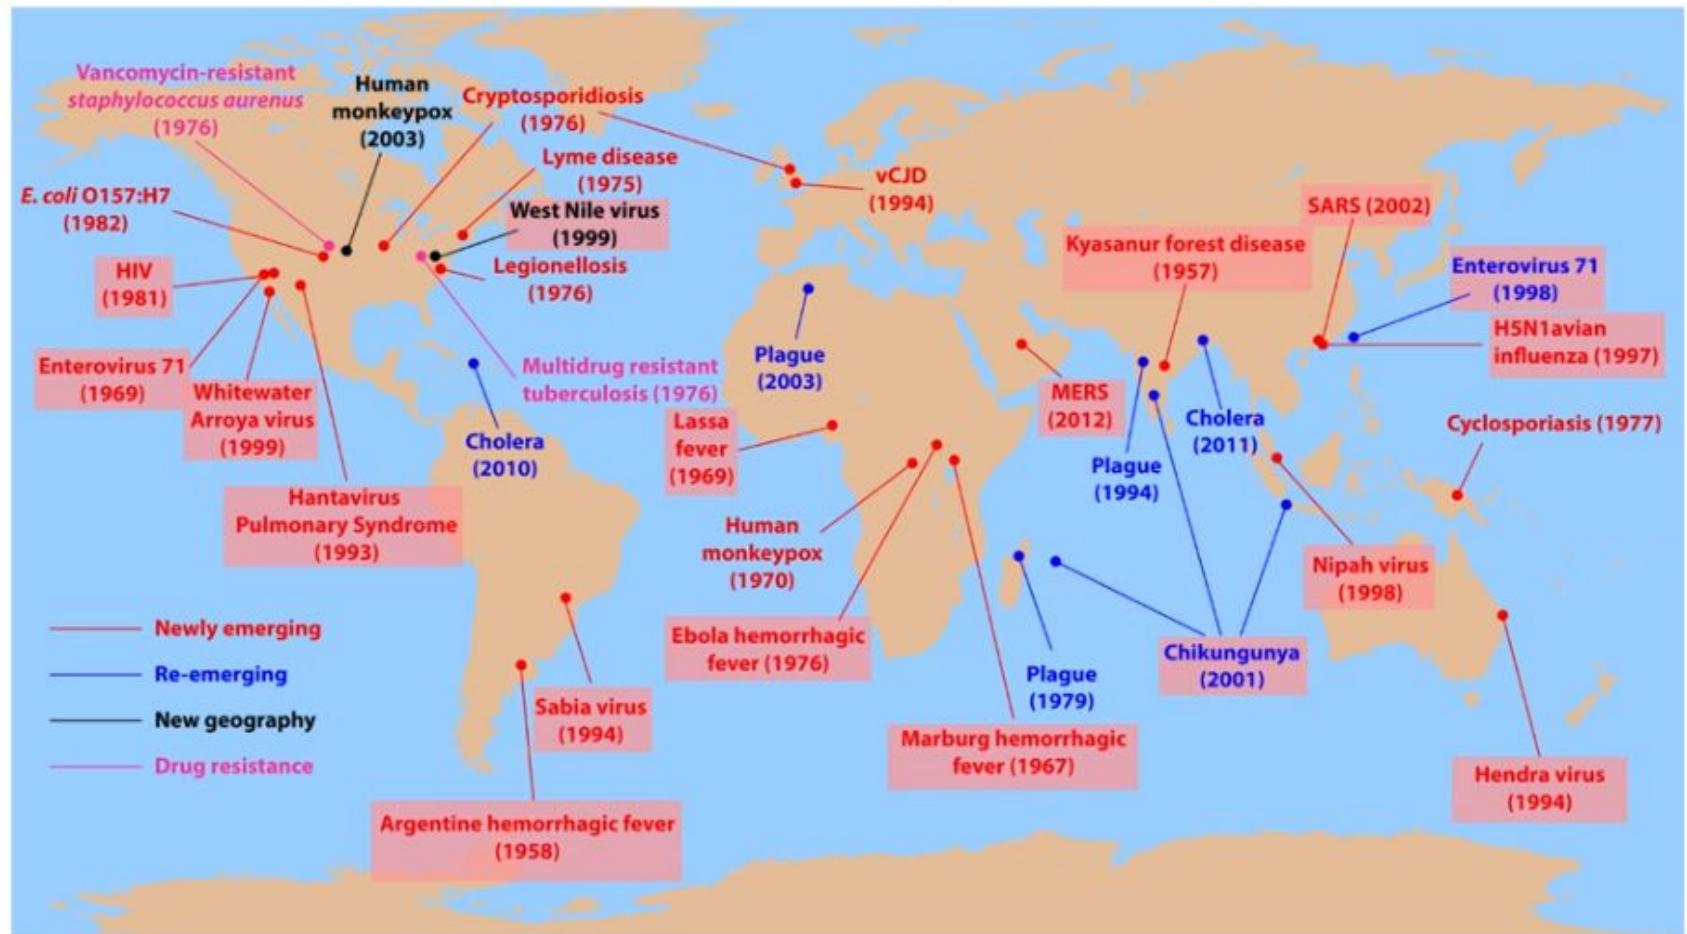 Vancomycin-resistant
staphylococcus aurenus
(1976)
Human
monkeypox
(2003)
Cryptosporidiosis
(1976)
Lyme disease
(1975)
West Nile virus
(1999)
Legionellosis
(1976)
E. coli O157:H7
(1982)
HIV
(1981)
Enterovirus 71
(1969)
Whitewater
Arroya virus
(1999)
Hantavirus
Pulmonary Syndrome
(1993)
Multidrug resistant
tuberculosis (1976)
Cholera
(2010)
vCJD
(1994)
Plague
(2003)
Lassa
fever
(1969)
Human
monkeypox
(1970)
Ebola hemorrhagic
fever (1976)
Marburg hemorrhagic
fever (1967)
Plague
(1979)
MERS
(2012)
Kyasanur forest disease
(1957)
SARS (2002)
Enterovirus 71
(1998)
H5N1avian
influenza (1997)
Cyclosporiasis (1977)
Cholera
(2011)
Plague
(1994)
Nipah virus
(1998)
Chikungunya
(2001)
Hendra virus
(1994)
Sabia virus
(1994)
Argentine hemorrhagic fever
(1958)
Newly emerging
Re-emerging
New geography
Drug resistance